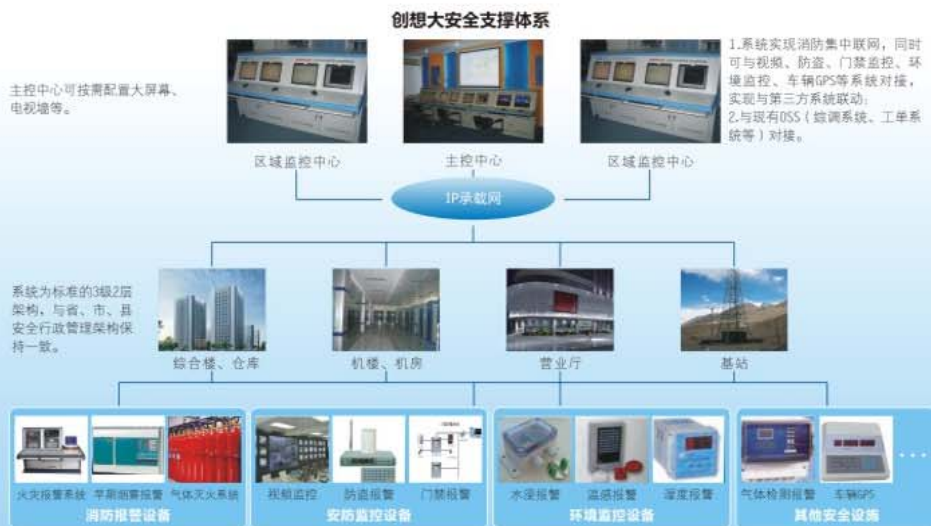 创想大安全支撑体系
主控中心可按需配置大屏幕、
电视墙等。
1.系统实现消防集中联网，同时
可与视频、防盗、门禁监控、环
境监控、车辆GPS等系统对接，
实现与第三方系统联动；
2.与现有OSS（综调系统、工单系
统等）对接。
区域监控中心
主控中心
区域监控中心
IP承载网
系统为标准的3级2层
架构，与省、市、县
安全行政管理架构保
持一致。
综合楼、仓库
机楼、机房
营业厅
基站
火灾报警系统
早期烟雾报警
气体灭火系统
消防报警设备
视频监控
防盗报警
门禁报警
安防监控设备
水浸报警
温感报警
湿度报警
环境监控设备
气体检测报警
车辆GPS
...
其他安全设施